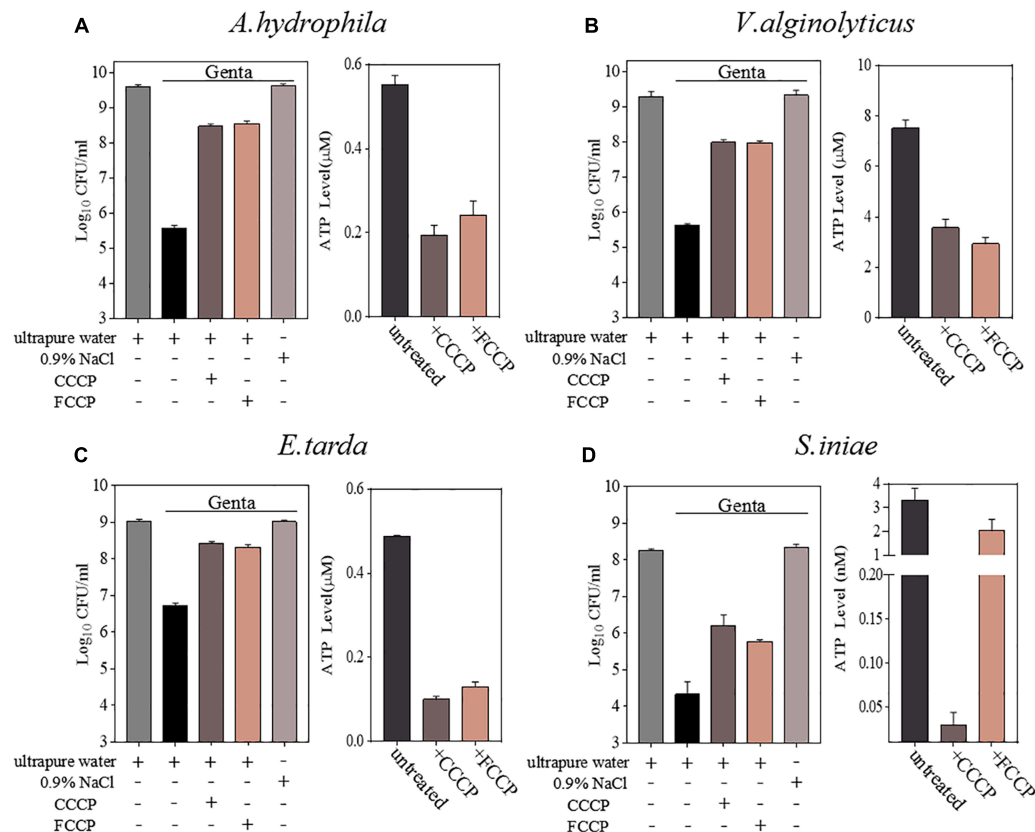 A
A.hydrophila
Genta
Log10 CFU/ml
10
9
8
7
6
5
4
3
ultrapure water + + + + -
0.9% NaCl - - - - +
CCCP - - + - -
FCCP - - - + -
ATP Level(μM)
0.6
0.4
0.2
0.0
untreated
+CCCP
+FCCP
B
V.alginolyticus
Genta
Log10 CFU/ml
10
9
8
7
6
5
4
3
ultrapure water + + + + -
0.9% NaCl - - - - +
CCCP - - + - -
FCCP - - - + -
ATP Level (μM)
10
8
6
4
2
0
untreated
+CCCP
+FCCP
C
E.tarda
Genta
Log10 CFU/ml
10
9
8
7
6
5
4
3
ultrapure water + + + + -
0.9% NaCl - - - - +
CCCP - - + - -
FCCP - - - + -
ATP Level(μM)
0.6
0.4
0.2
0.0
untreated
+CCCP
+FCCP
D
S.iniae
Genta
Log10 CFU/ml
10
9
8
7
6
5
4
3
ultrapure water + + + + -
0.9% NaCl - - - - +
CCCP - - + - -
FCCP - - - + -
ATP Level (nM)
4
3
2
1
0.20
0.15
0.10
0.05
untreated
+CCCP
+FCCP